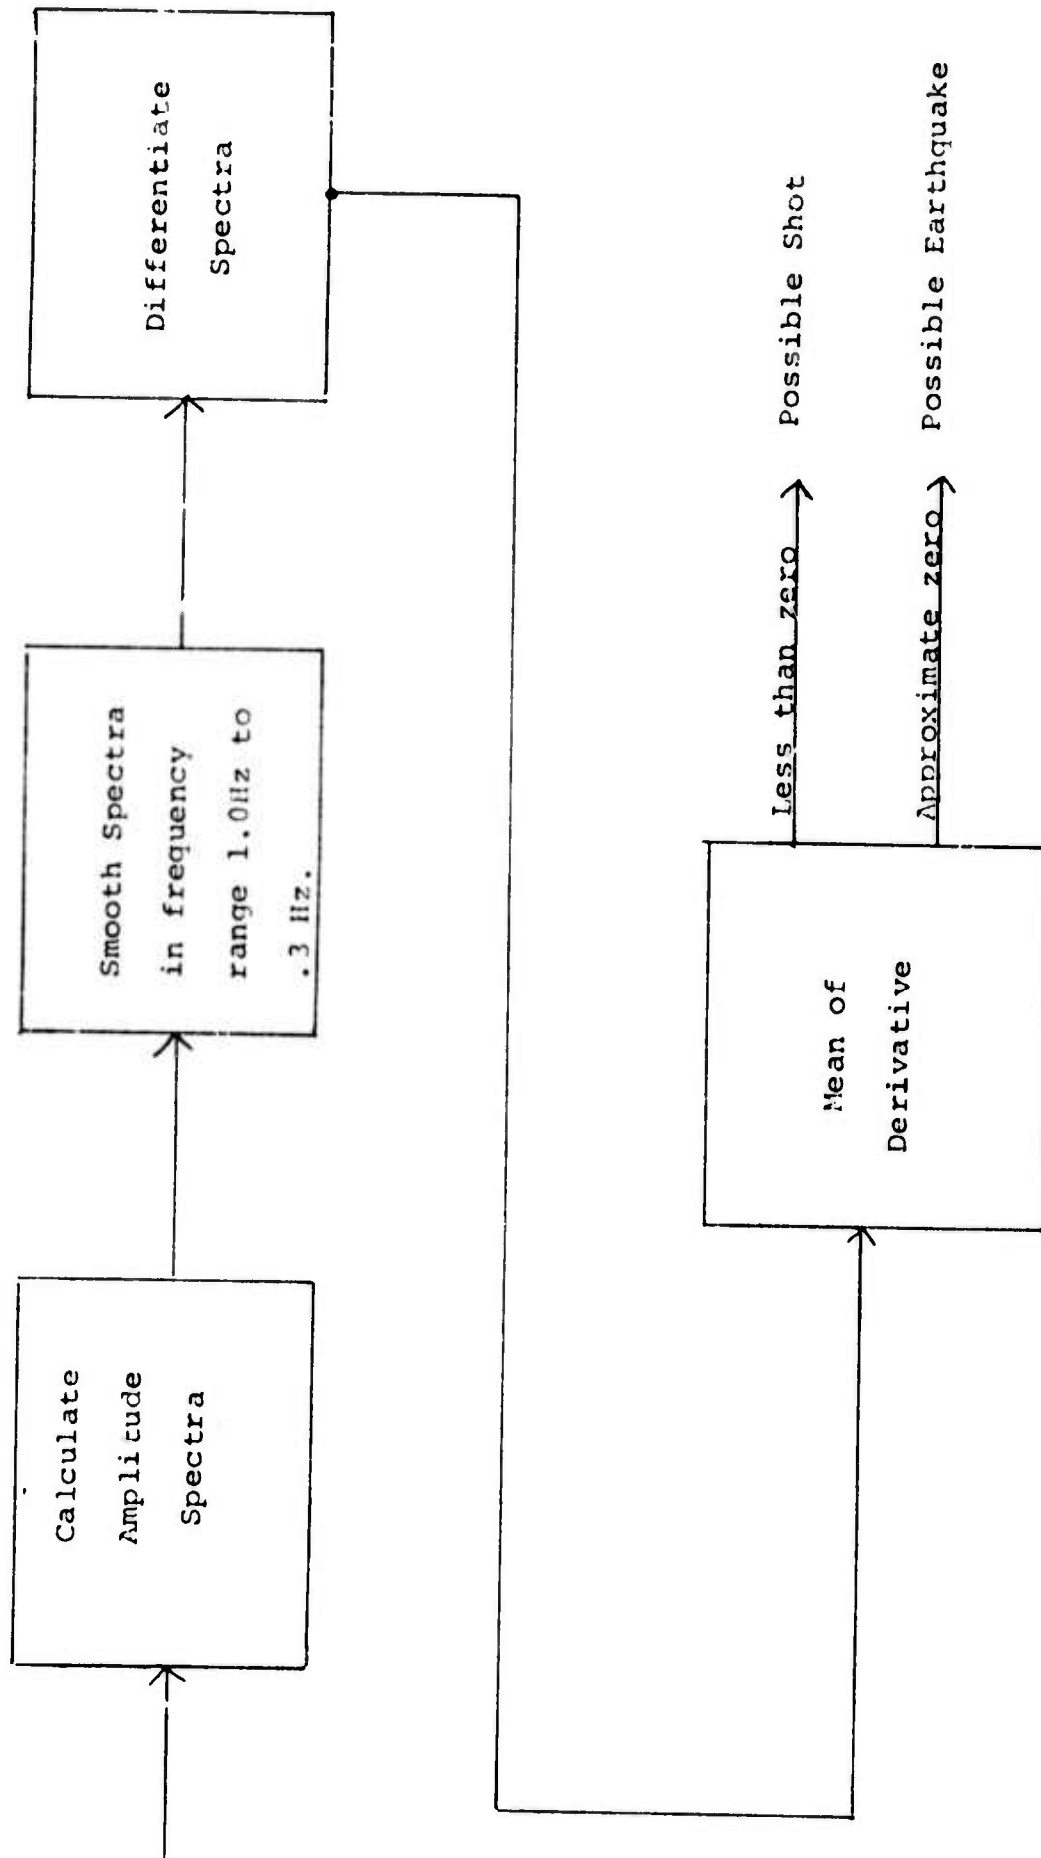 Calculate
Amplitude
Spectra
Smooth Spectra
in frequency
range 1.0Hz to
.3 Hz.
Differentiate
Spectra
Mean of
Derivative
Less than zero
Possible Shot
Approximate zero
Possible Earthquake